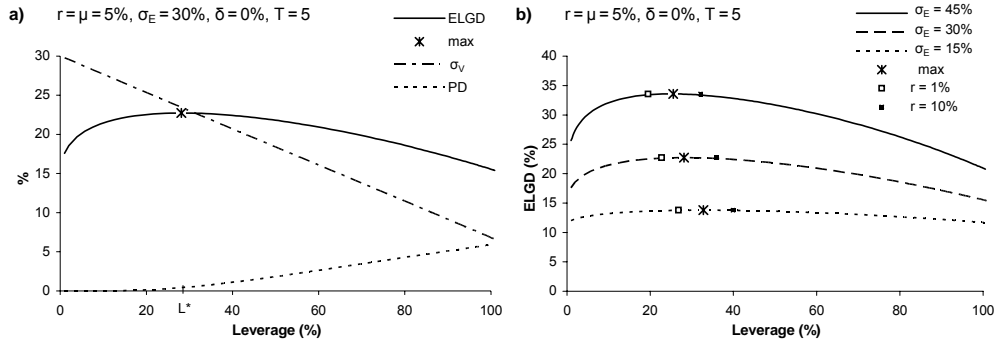 a)
r = μ = 5%, σE = 30%, δ = 0%, T = 5
ELGD
max
σV
PD
30
25
20
15
10
5
0
%
0
20
L*
40
60
80
100
Leverage (%)
b)
r = μ = 5%, δ = 0%, T = 5
σE = 45%
σE = 30%
σE = 15%
max
r = 1%
r = 10%
45
40
35
30
25
20
15
10
5
0
ELGD (%)
0
20
40
60
80
100
Leverage (%)